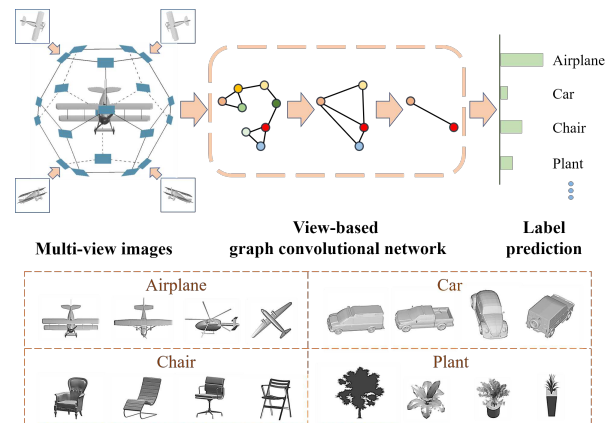 Airplane
Car
Chair
Plant
Multi-view images
View-based
graph convolutional network
Label
prediction
Airplane
Car
Chair
Plant